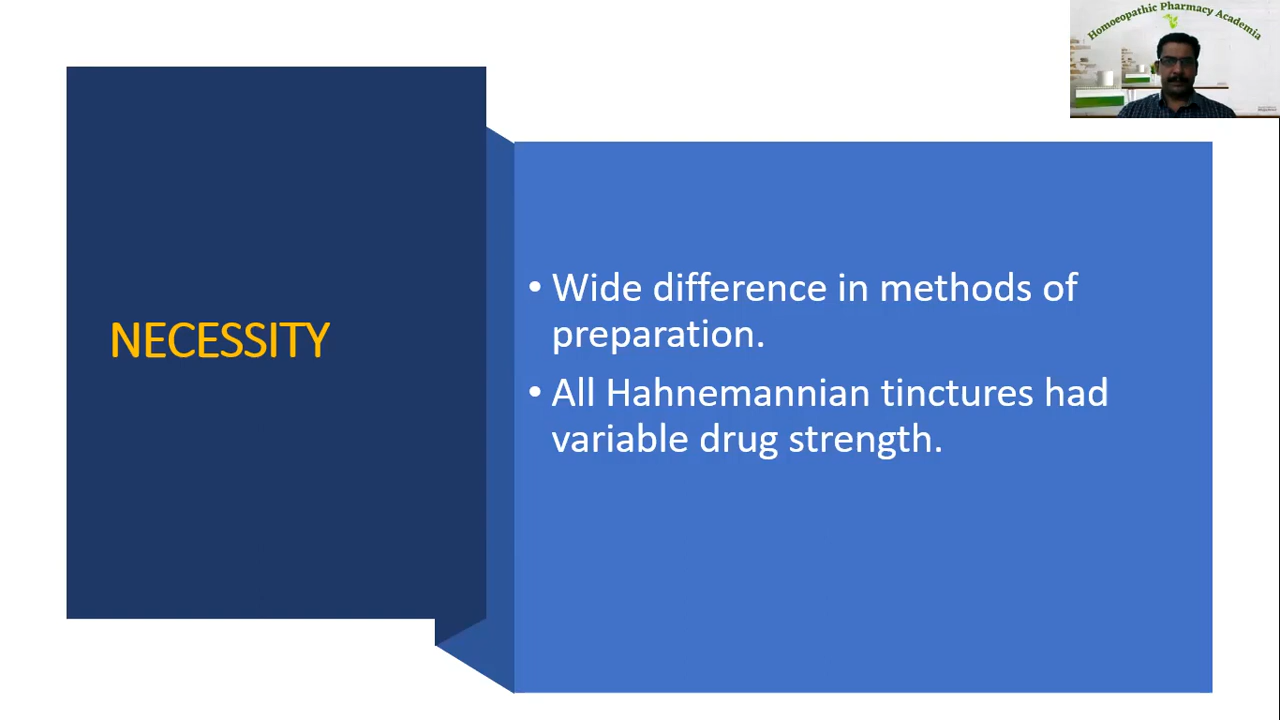 Homoeopathic Pharmacy Academia
NECESSITY
• Wide difference in methods of
preparation.
• All Hahnemannian tinctures had
variable drug strength.